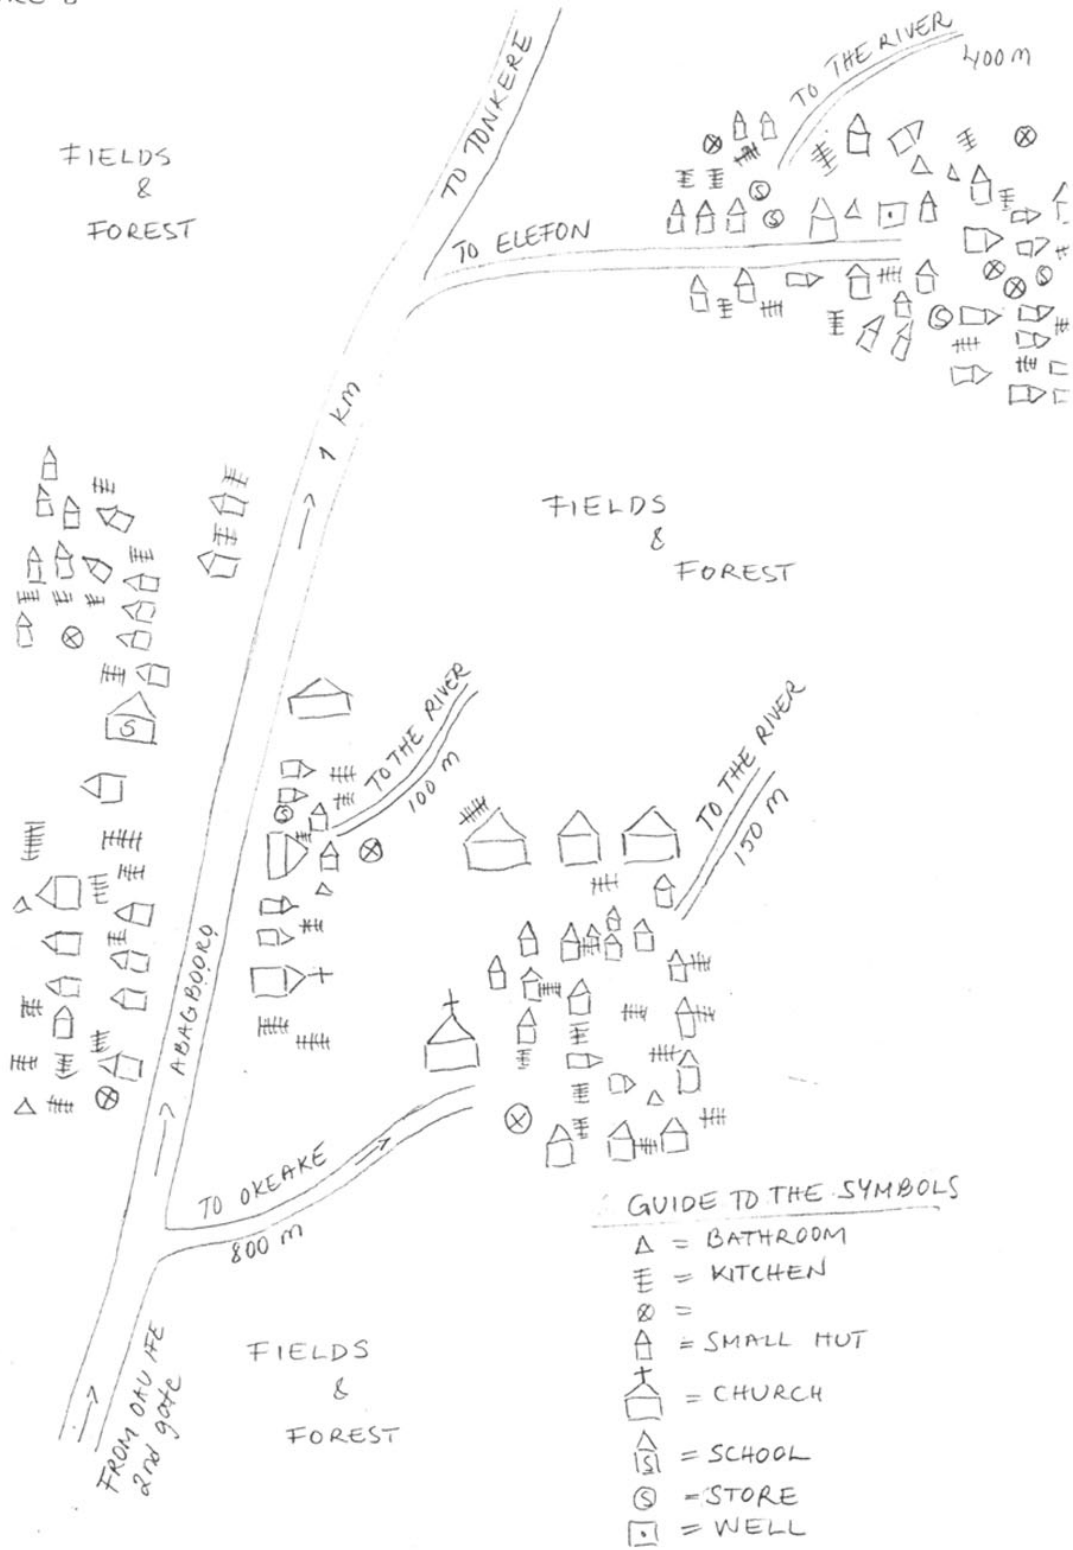 TO THE RIVER
400 m
TO TONKERE
FIELDS
&
FOREST
TO ELEFON
S
S
S
S
1 KM
FIELDS
&
FOREST
S
TO THE RIVER
100 m
S
TO THE RIVER
150 m
ABAGBOORO
TO OKEAKE
800 m
GUIDE TO THE SYMBOLS
= BATHROOM
= KITCHEN
=
= SMALL HUT
= CHURCH
S = SCHOOL
S = STORE
= WELL
FIELDS
&
FOREST
FROM OAU IFE
2nd gate